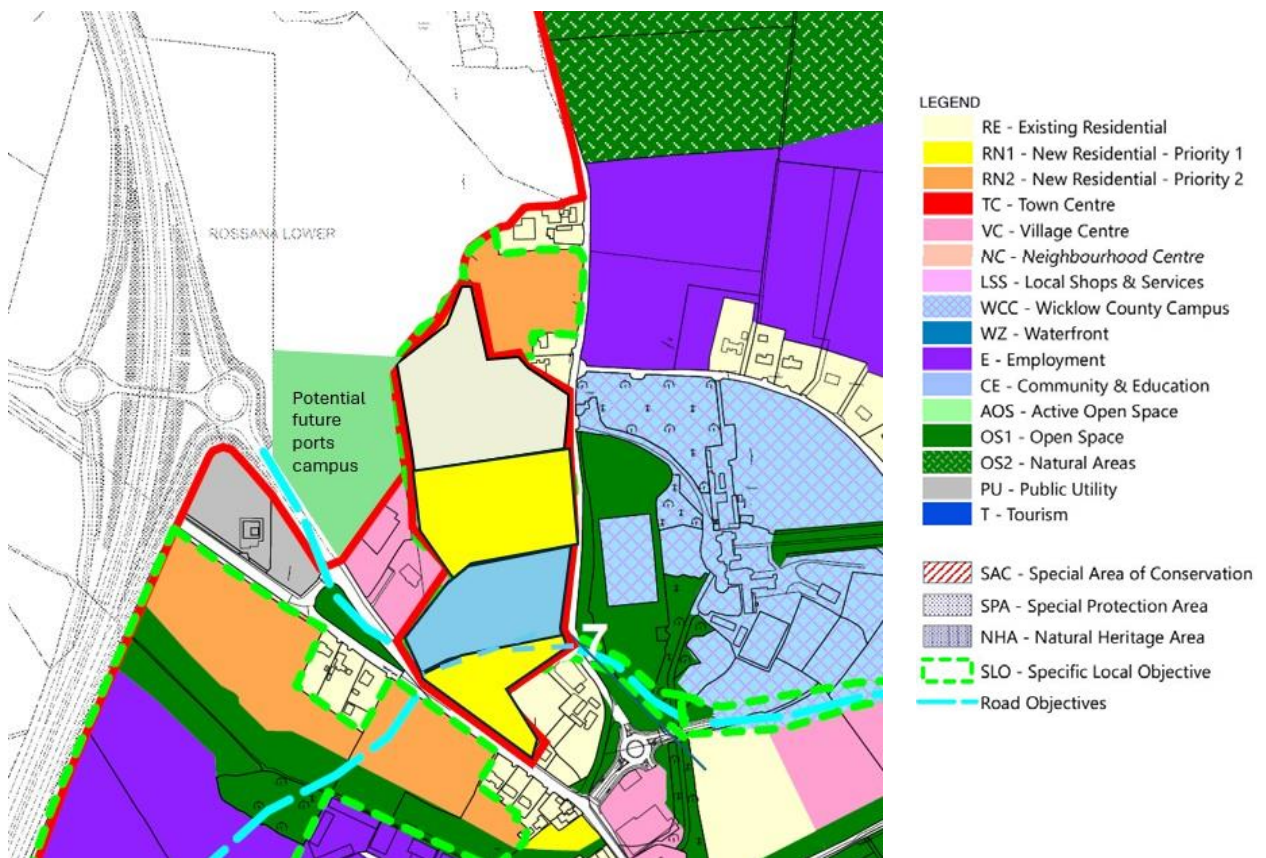 ROSSANA LOWER
Potential
future
ports
campus
7
LEGEND
RE - Existing Residential
RN1 - New Residential - Priority 1
RN2 - New Residential - Priority 2
TC - Town Centre
VC - Village Centre
NC - Neighbourhood Centre
LSS - Local Shops & Services
WCC - Wicklow County Campus
WZ - Waterfront
E - Employment
CE - Community & Education
AOS - Active Open Space
OS1 - Open Space
OS2 - Natural Areas
PU - Public Utility
T - Tourism
SAC - Special Area of Conservation
SPA - Special Protection Area
NHA - Natural Heritage Area
SLO - Specific Local Objective
Road Objectives